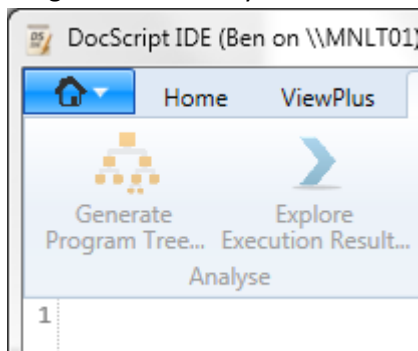 DocScript IDE (Ben on \\MNLT01)
Home ViewPlus
Generate Explore
Program Tree... Execution Result...
Analyse
1